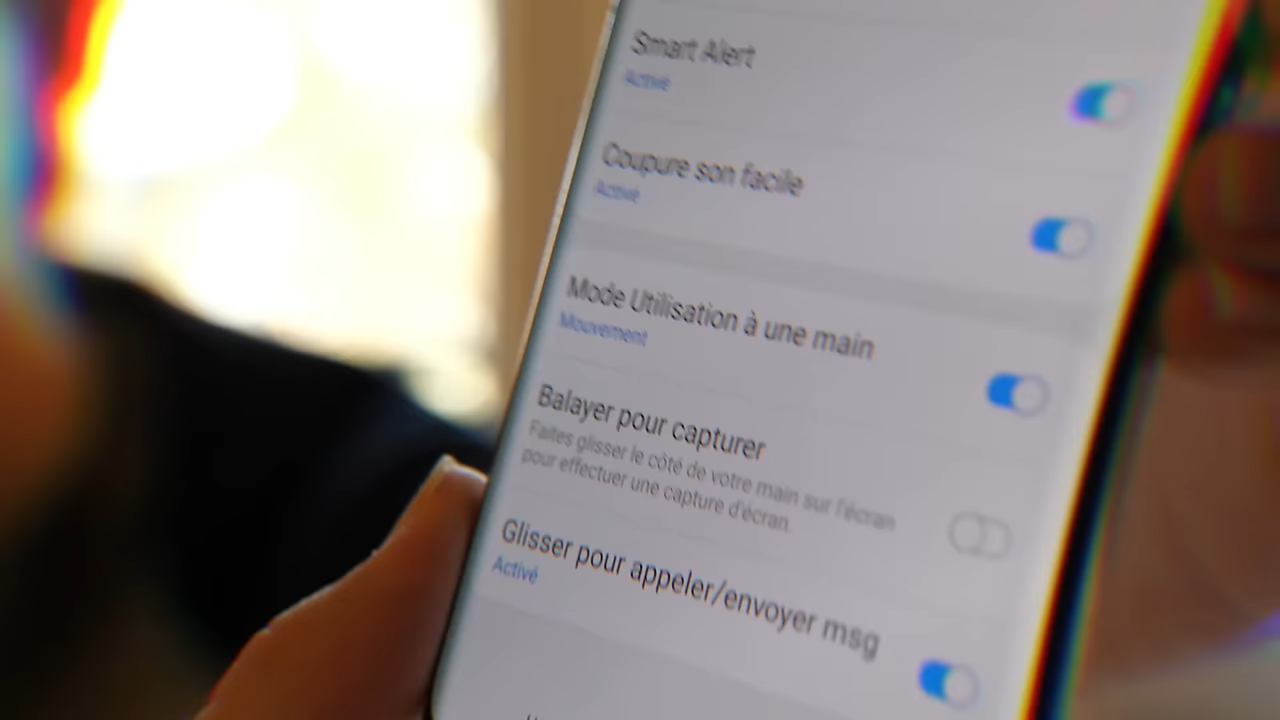 Smart Alert
Activé
Coupure son facile
Activé
Mode Utilisation à une main
Mouvement
Balayer pour capturer
Faites glisser le côté de votre main sur l'écran
pour effectuer une capture d'écran.
Glisser pour appeler/envoyer msg
Activé